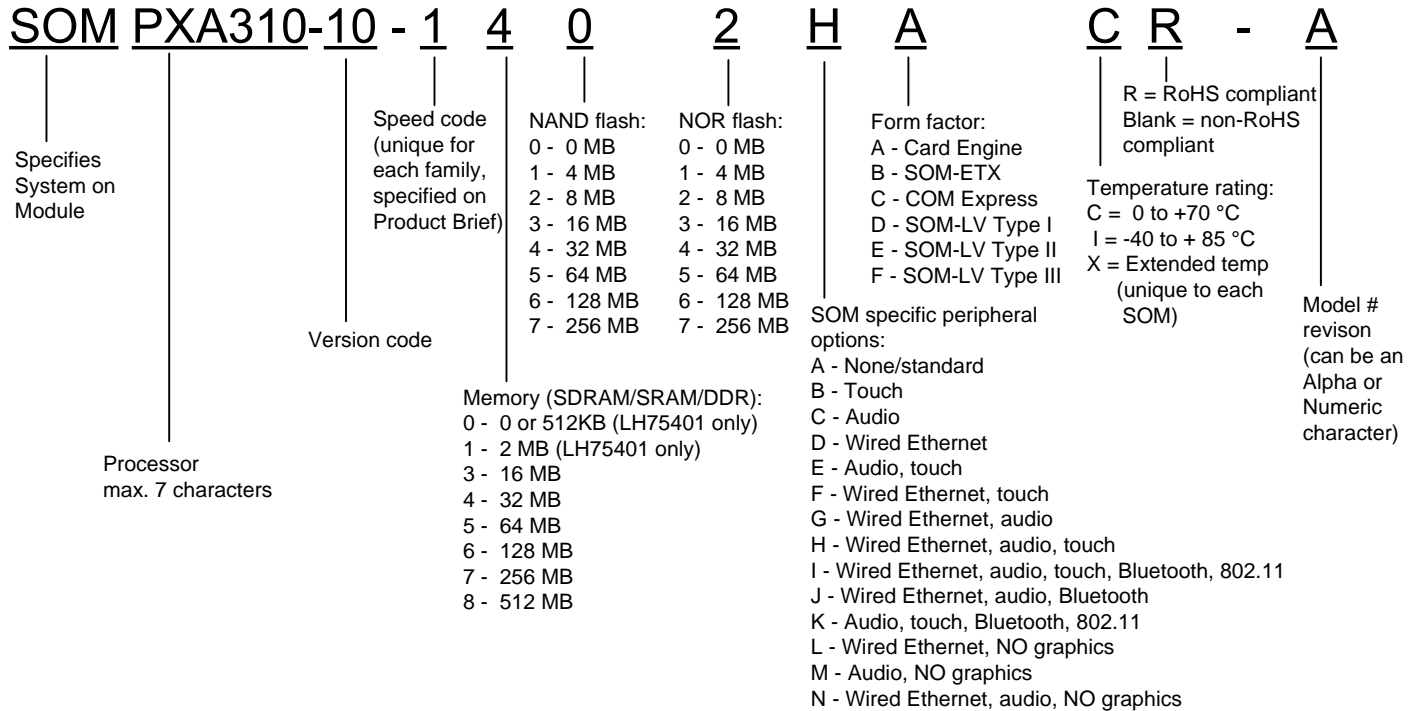 SOM PXA310-10 - 1 4 0 2 H A C R - A
Specifies
System on
Module
Processor
max. 7 characters
Version code
Speed code
(unique for
each family,
specified on
Product Brief)
Memory (SDRAM/SRAM/DDR):
0 - 0 or 512KB (LH75401 only)
1 - 2 MB (LH75401 only)
3 - 16 MB
4 - 32 MB
5 - 64 MB
6 - 128 MB
7 - 256 MB
8 - 512 MB
NAND flash:
0 - 0 MB
1 - 4 MB
2 - 8 MB
3 - 16 MB
4 - 32 MB
5 - 64 MB
6 - 128 MB
7 - 256 MB
NOR flash:
0 - 0 MB
1 - 4 MB
2 - 8 MB
3 - 16 MB
4 - 32 MB
5 - 64 MB
6 - 128 MB
7 - 256 MB
SOM specific peripheral
options:
A - None/standard
B - Touch
C - Audio
D - Wired Ethernet
E - Audio, touch
F - Wired Ethernet, touch
G - Wired Ethernet, audio
H - Wired Ethernet, audio, touch
I - Wired Ethernet, audio, touch, Bluetooth, 802.11
J - Wired Ethernet, audio, Bluetooth
K - Audio, touch, Bluetooth, 802.11
L - Wired Ethernet, NO graphics
M - Audio, NO graphics
N - Wired Ethernet, audio, NO graphics
Form factor:
A - Card Engine
B - SOM-ETX
C - COM Express
D - SOM-LV Type I
E - SOM-LV Type II
F - SOM-LV Type III
Temperature rating:
C = 0 to +70 °C
I = -40 to + 85 °C
X = Extended temp
(unique to each
SOM)
R = RoHS compliant
Blank = non-RoHS
compliant
Model #
revison
(can be an
Alpha or
Numeric
character)